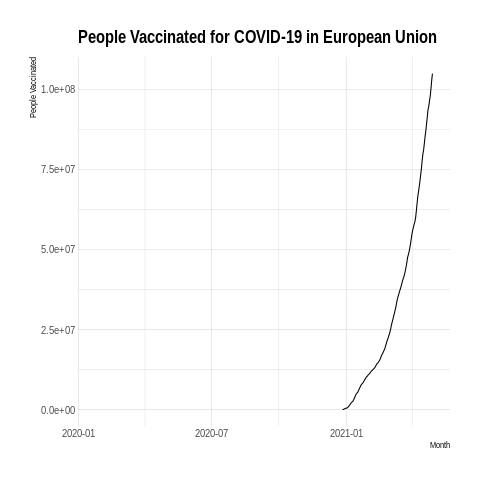 People Vaccinated for COVID-19 in European Union
People Vaccinated
1.0e+08
7.5e+07
5.0e+07
2.5e+07
0.0e+00
2020-01
2020-07
2021-01
Month